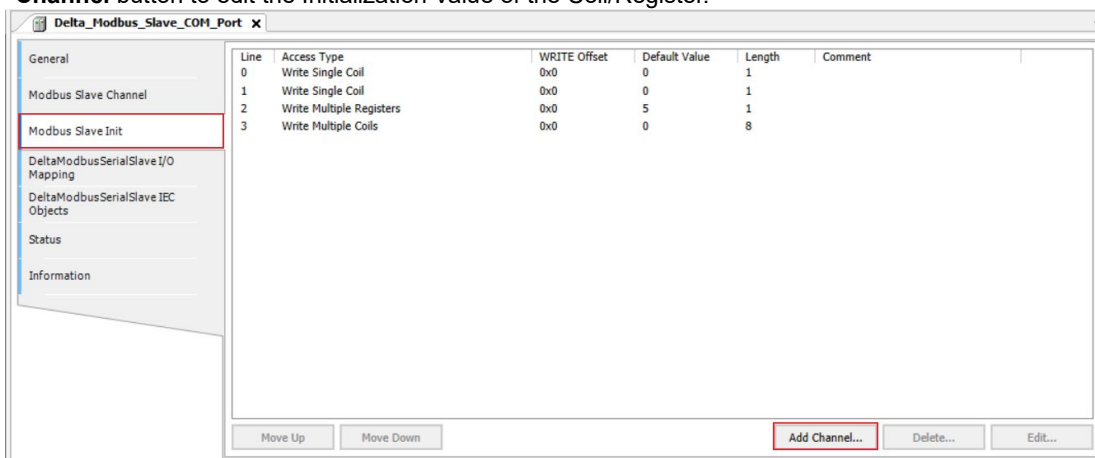 Channel button to edit the Initialization Value of the Coil/Register.
Delta_Modbus_Slave_COM_Port x
General
Modbus Slave Channel
Modbus Slave Init
DeltaModbusSerialSlave I/O
Mapping
DeltaModbusSerialSlave IEC
Objects
Status
Information
Line Access Type WRITE Offset Default Value Length Comment
0 Write Single Coil 0x0 0 1
1 Write Single Coil 0x0 0 1
2 Write Multiple Registers 0x0 5 1
3 Write Multiple Coils 0x0 0 8
Move Up Move Down Add Channel... Delete... Edit...